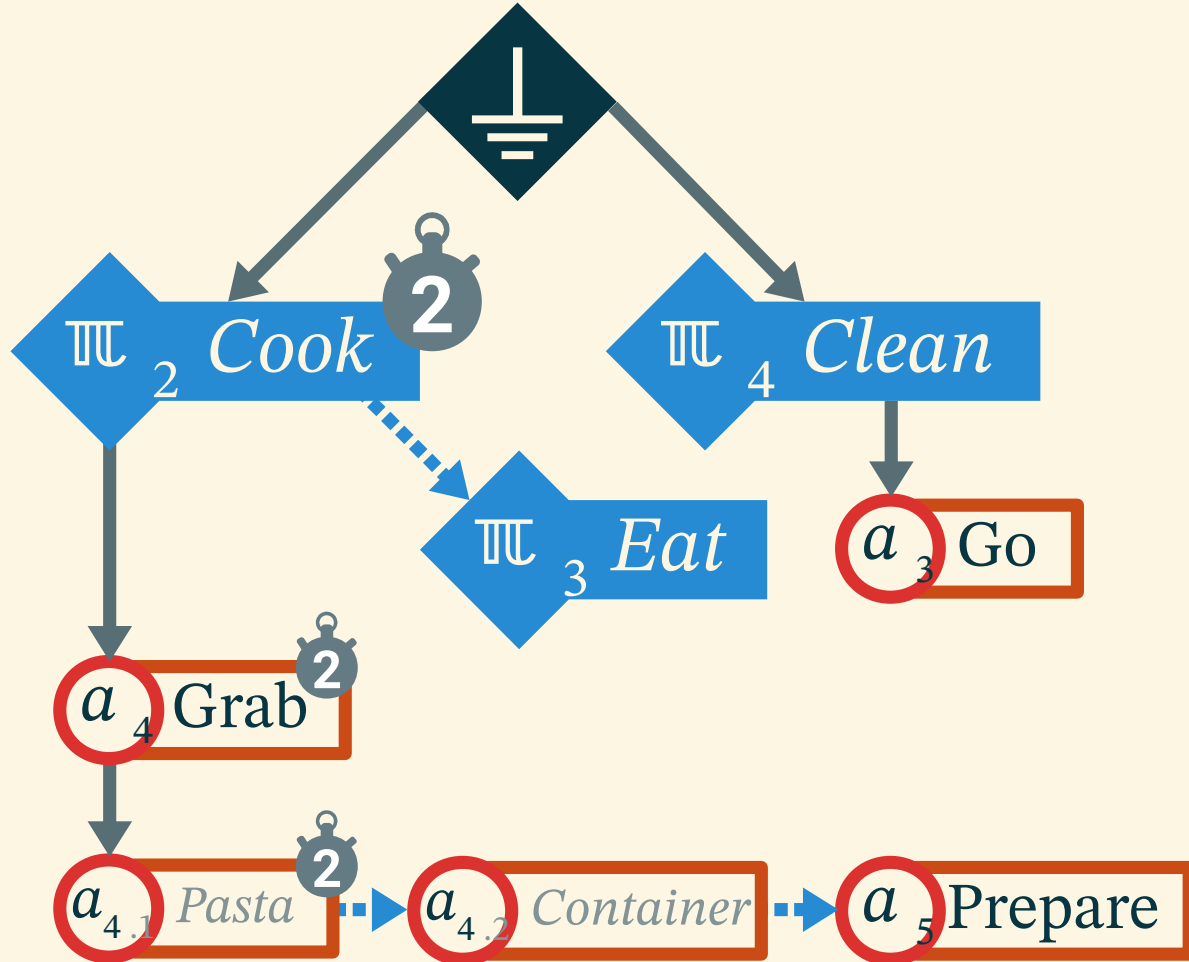 2
ℿ 2 Cook
ℿ 4 Clean
ℿ 3 Eat
a 3 Go
2
a 4 Grab
2
a 4 .1 Pasta
a 4 .2 Container
a 5 Prepare